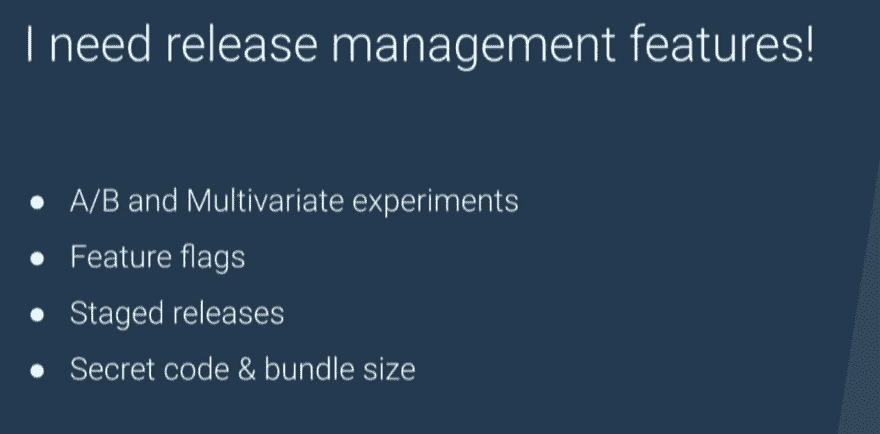 I need release management features!
● A/B and Multivariate experiments
● Feature flags
● Staged releases
● Secret code & bundle size